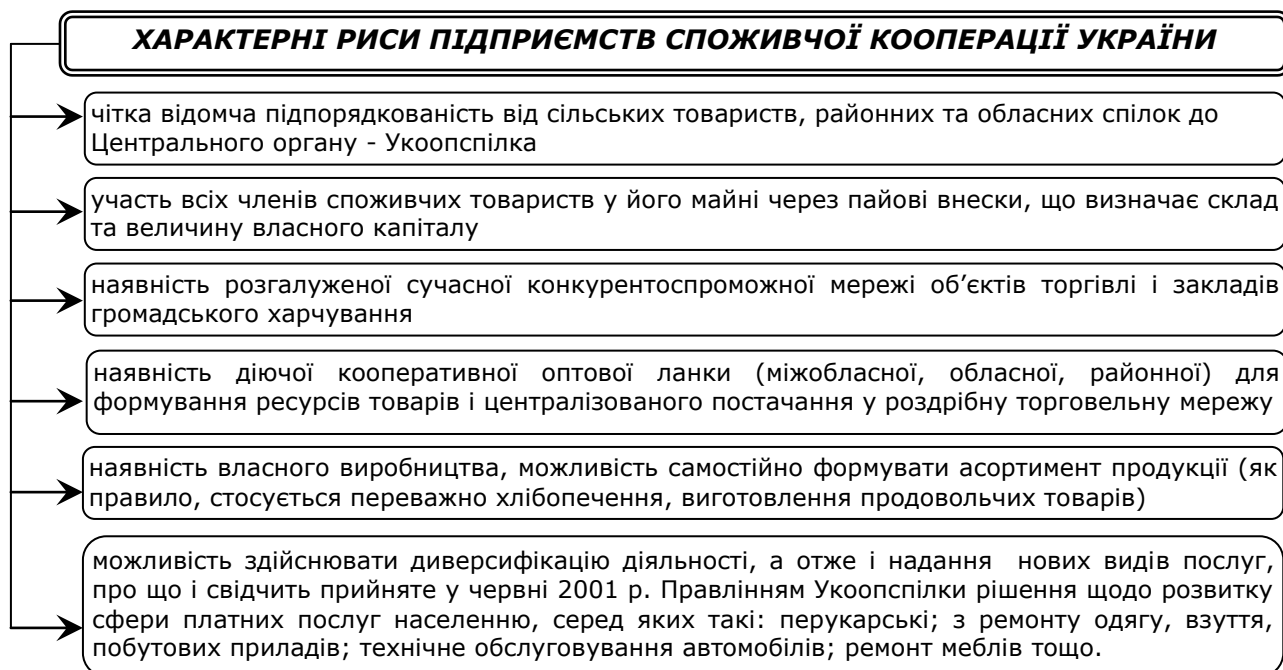 ХАРАКТЕРНІ РИСИ ПІДПРИЄМСТВ СПОЖИВЧОЇ КООПЕРАЦІЇ УКРАЇНИ
чітка відомча підпорядкованість від сільських товариств, районних та обласних спілок до
Центрального органу - Укоопспілка
участь всіх членів споживчих товариств у його майні через пайові внески, що визначає склад
та величину власного капіталу
наявність розгалуженої сучасної конкурентоспроможної мережі об’єктів торгівлі і закладів
громадського харчування
наявність діючої кооперативної оптової ланки (міжобласної, обласної, районної) для
формування ресурсів товарів і централізованого постачання у роздрібну торговельну мережу
наявність власного виробництва, можливість самостійно формувати асортимент продукції (як
правило, стосується переважно хлібопечення, виготовлення продовольчих товарів)
можливість здійснювати диверсифікацію діяльності, а отже і надання нових видів послуг,
про що і свідчить прийняте у червні 2001 р. Правлінням Укоопспілки рішення щодо розвитку
сфери платних послуг населенню, серед яких такі: перукарські; з ремонту одягу, взуття,
побутових приладів; технічне обслуговування автомобілів; ремонт меблів тощо.